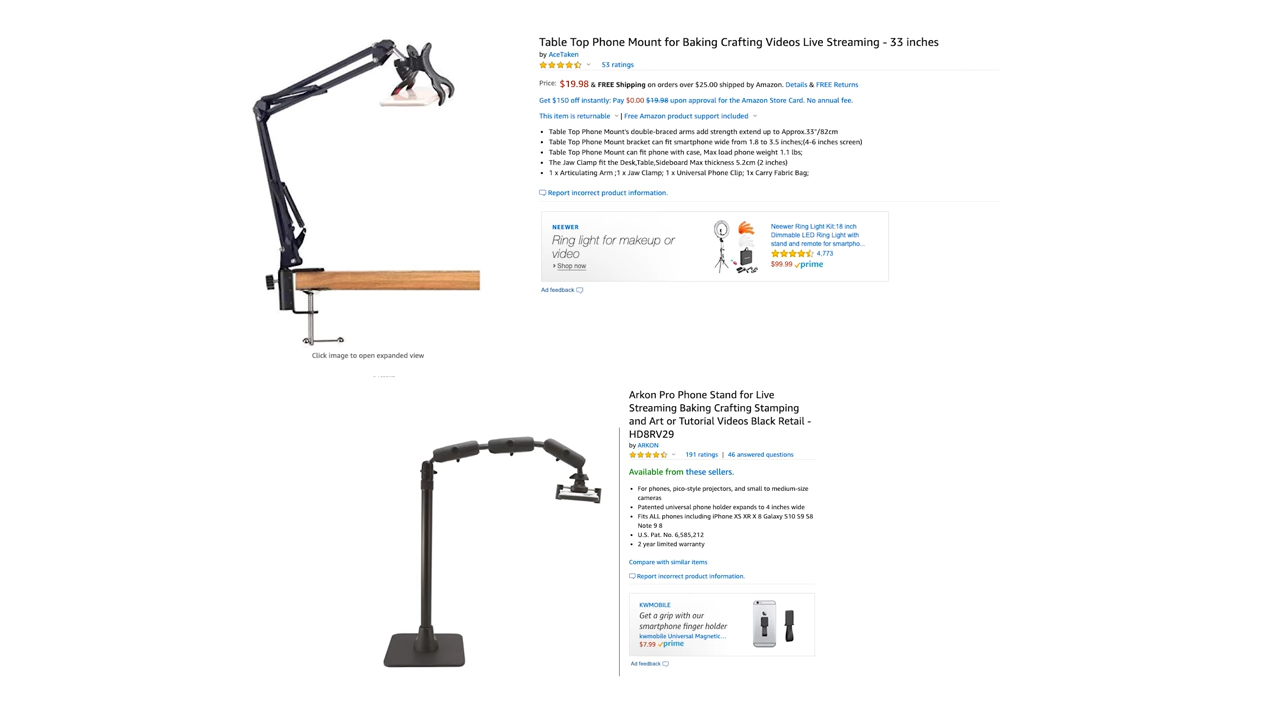 Table Top Phone Mount for Baking Crafting Videos Live Streaming - 33 inches
by AceTaken
53 ratings
Price: $19.98 & FREE Shipping on orders over $25.00 shipped by Amazon. Details & FREE Returns
Get $150 off instantly: Pay $0.00 $19.98 upon approval for the Amazon Store Card. No annual fee.
This item is returnable | Free Amazon product support included
• Table Top Phone Mount's double-braced arms add strength extend up to Approx.33"/82cm
• Table Top Phone Mount bracket can fit smartphone wide from 1.8 to 3.5 inches;(4-6 inches screen)
• Table Top Phone Mount can fit phone with case, Max load phone weight 1.1 lbs;
• The Jaw Clamp fit the Desk,Table,Sideboard Max thickness 5.2cm (2 inches)
• 1 x Articulating Arm ;1 x Jaw Clamp; 1 x Universal Phone Clip; 1x Carry Fabric Bag;
Report incorrect product information.
NEEWER
Ring light for makeup or
video
› Shop now
Neewer Ring Light Kit:18 inch
Dimmable LED Ring Light with
stand and remote for smartpho...
4,773
$99.99 prime
Ad feedback
Click image to open expanded view
Arkon Pro Phone Stand for Live
Streaming Baking Crafting Stamping
and Art or Tutorial Videos Black Retail -
HD8RV29
by ARKON
191 ratings | 46 answered questions
Available from these sellers.
• For phones, pico-style projectors, and small to medium-size
cameras
• Patented universal phone holder expands to 4 inches wide
• Fits ALL phones including iPhone XS XR X 8 Galaxy S10 S9 S8
Note 9 8
• U.S. Pat. No. 6,585,212
• 2 year limited warranty
Compare with similar items
Report incorrect product information.
KWMOBILE
Get a grip with our
smartphone finger holder
kwmobile Universal Magnetic...
$7.99 prime
Ad feedback